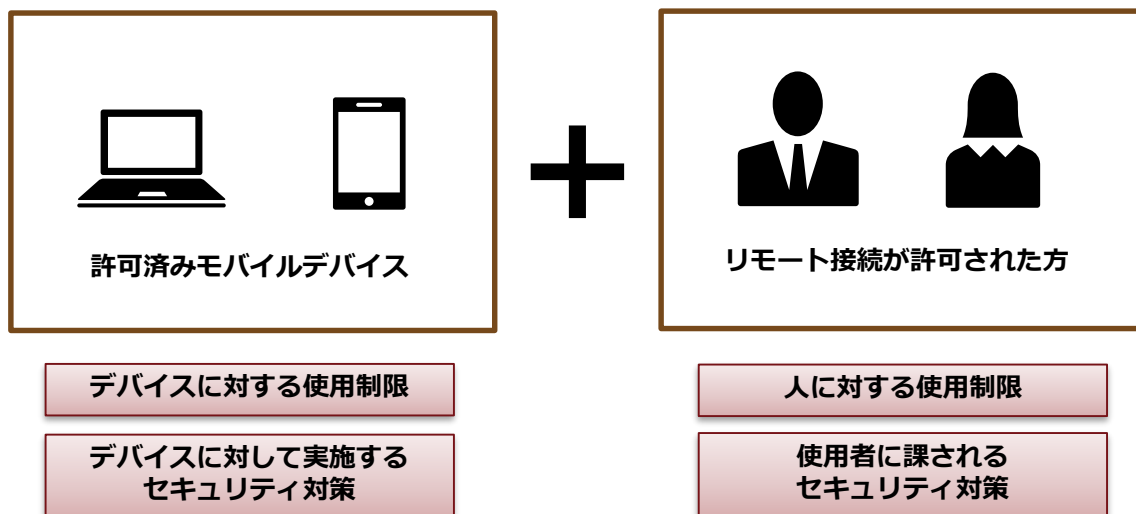 許可済みモバイルデバイス
リモート接続が許可された方
デバイスに対する使用制限
人に対する使用制限
デバイスに対して実施する
セキュリティ対策
使用者に課される
セキュリティ対策